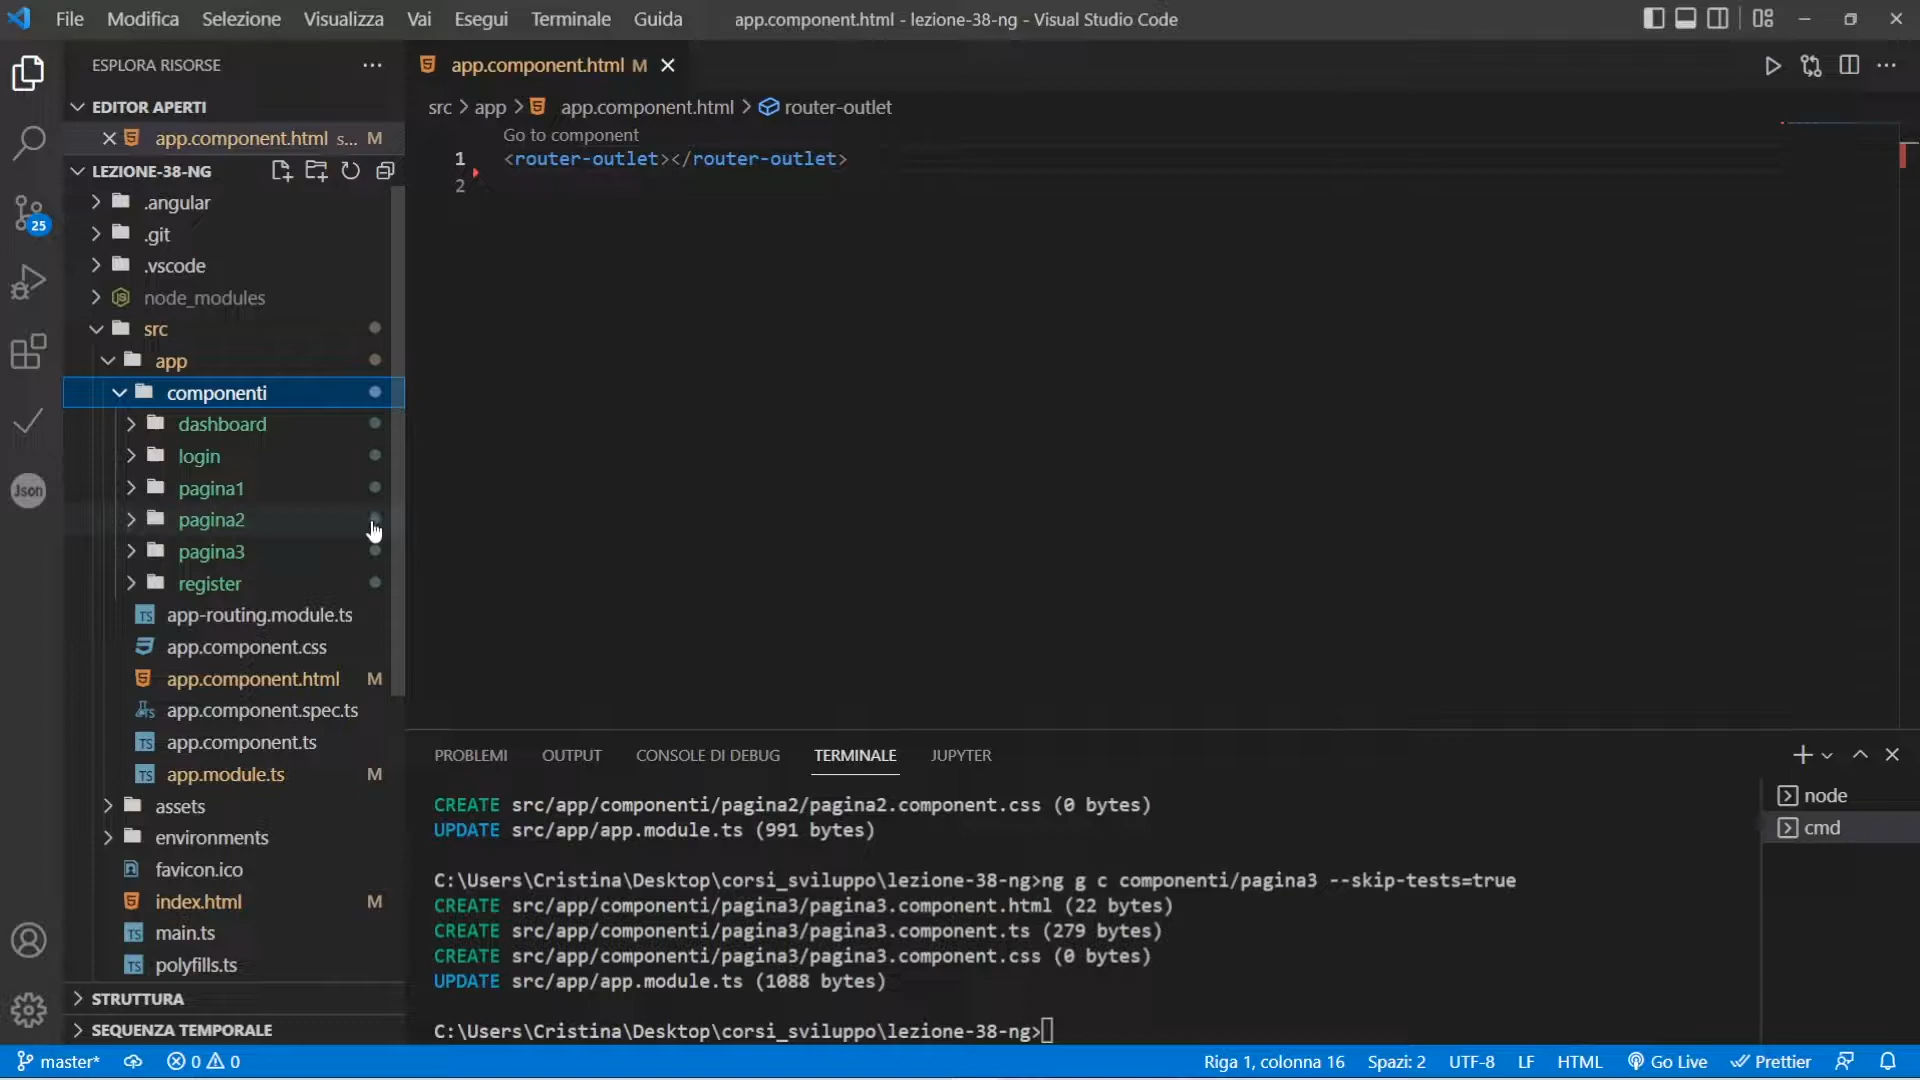 File Modifica Selezione Visualizza Vai Esegui Terminale Guida
app.component.html - lezione-38-ng - Visual Studio Code
ESPLORA RISORSE
EDITOR APERTI
app.component.html s... M
LEZIONE-38-NG
.angular
.git
.vscode
node_modules
src
app
componenti
dashboard
login
pagina1
pagina2
pagina3
register
TS app-routing.module.ts
app.component.css
app.component.html M
app.component.spec.ts
TS app.component.ts
TS app.module.ts M
assets
environments
favicon.ico
index.html M
TS main.ts
TS polyfills.ts
STRUTTURA
SEQUENZA TEMPORALE
25
Json
app.component.html M
src > app > app.component.html > router-outlet
Go to component
1 <router-outlet></router-outlet>
2
PROBLEMI OUTPUT CONSOLE DI DEBUG TERMINALE JUPYTER
CREATE src/app/componenti/pagina2/pagina2.component.css (0 bytes)
UPDATE src/app/app.module.ts (991 bytes)
C:\Users\Cristina\Desktop\corsi_sviluppo\lezione-38-ng>ng g c componenti/pagina3 --skip-tests=true
CREATE src/app/componenti/pagina3/pagina3.component.html (22 bytes)
CREATE src/app/componenti/pagina3/pagina3.component.ts (279 bytes)
CREATE src/app/componenti/pagina3/pagina3.component.css (0 bytes)
UPDATE src/app/app.module.ts (1088 bytes)
C:\Users\Cristina\Desktop\corsi_sviluppo\lezione-38-ng>
node
cmd
master* 0 0
Riga 1, colonna 16 Spazi: 2 UTF-8 LF HTML Go Live Prettier